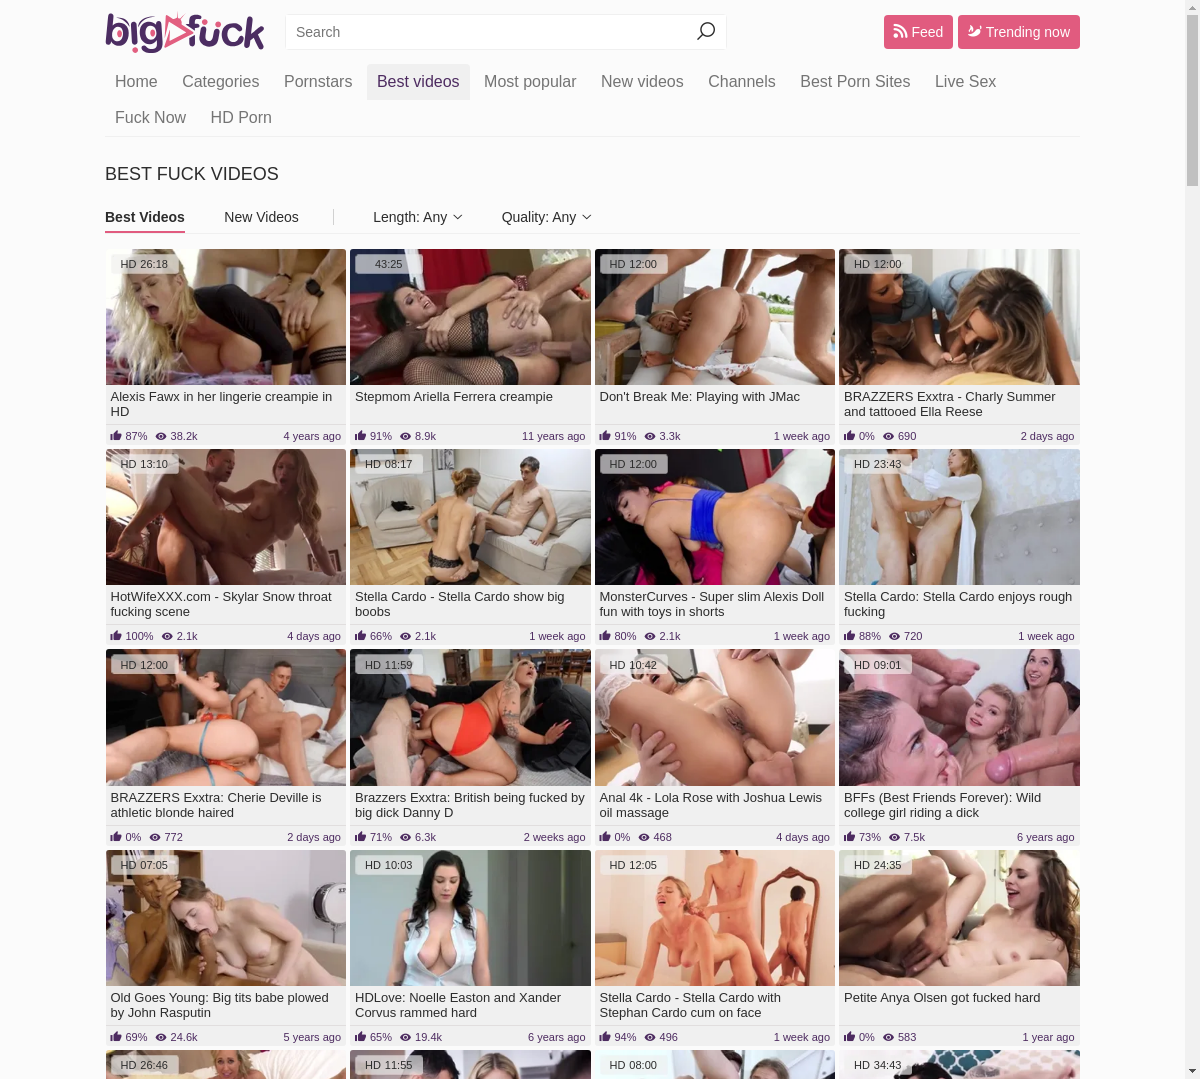 bigfuck
Search
Feed
Trending now
Home Categories Pornstars Best videos Most popular New videos Channels Best Porn Sites Live Sex
Fuck Now HD Porn
BEST FUCK VIDEOS
Best Videos New Videos Length: Any Quality: Any
HD 26:18
43:25
HD 12:00
HD 12:00
Alexis Fawx in her lingerie creampie in
HD
87% 38.2k 4 years ago
Stepmom Ariella Ferrera creampie
91% 8.9k 11 years ago
Don't Break Me: Playing with JMac
91% 3.3k 1 week ago
BRAZZERS Exxtra - Charly Summer
and tattooed Ella Reese
0% 690 2 days ago
HD 13:10
HD 08:17
HD 12:00
HD 23:43
HotWifeXXX.com - Skylar Snow throat
fucking scene
100% 2.1k 4 days ago
Stella Cardo - Stella Cardo show big
boobs
66% 2.1k 1 week ago
MonsterCurves - Super slim Alexis Doll
fun with toys in shorts
80% 2.1k 1 week ago
Stella Cardo: Stella Cardo enjoys rough
fucking
88% 720 1 week ago
HD 12:00
HD 11:59
HD 10:42
HD 09:01
BRAZZERS Exxtra: Cherie Deville is
athletic blonde haired
0% 772 2 days ago
Brazzers Exxtra: British being fucked by
big dick Danny D
71% 6.3k 2 weeks ago
Anal 4k - Lola Rose with Joshua Lewis
oil massage
0% 468 4 days ago
BFFs (Best Friends Forever): Wild
college girl riding a dick
73% 7.5k 6 years ago
HD 07:05
HD 10:03
HD 12:05
HD 24:35
Old Goes Young: Big tits babe plowed
by John Rasputin
69% 24.6k 5 years ago
HDLove: Noelle Easton and Xander
Corvus rammed hard
65% 19.4k 6 years ago
Stella Cardo - Stella Cardo with
Stephan Cardo cum on face
94% 496 1 week ago
Petite Anya Olsen got fucked hard
0% 583 1 year ago
HD 26:46
HD 11:55
HD 08:00
HD 34:43